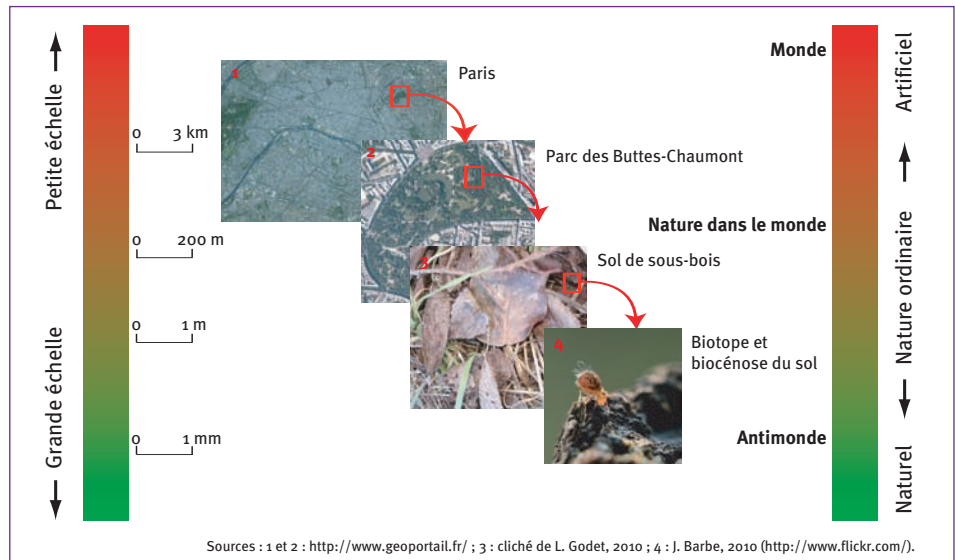 Petite échelle
Grande échelle
0 3 km
0 200 m
0 1 m
0 1 mm
1
Paris
2
Parc des Buttes-Chaumont
3
Sol de sous-bois
4
Biotope et
biocénose du sol
Monde
Nature dans le monde
Antimonde
Artificiel
Nature ordinaire
Naturel
Sources : 1 et 2 : http://www.geoportail.fr/ ; 3 : cliché de L. Godet, 2010 ; 4 : J. Barbe, 2010 (http://www.flickr.com/).